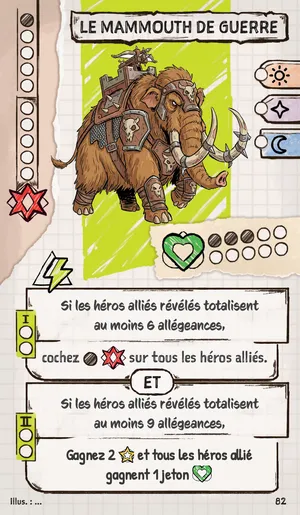 LE MAMMOUTH DE GUERRE
I
Si les héros alliés révélés totalisent
au moins 6 allégeances,
cochez sur tous les héros alliés.
ET
II
Si les héros alliés révélés totalisent
au moins 9 allégeances,
Gagnez 2 et tous les héros allié
gagnent 1 jeton
Illus. : ...
82